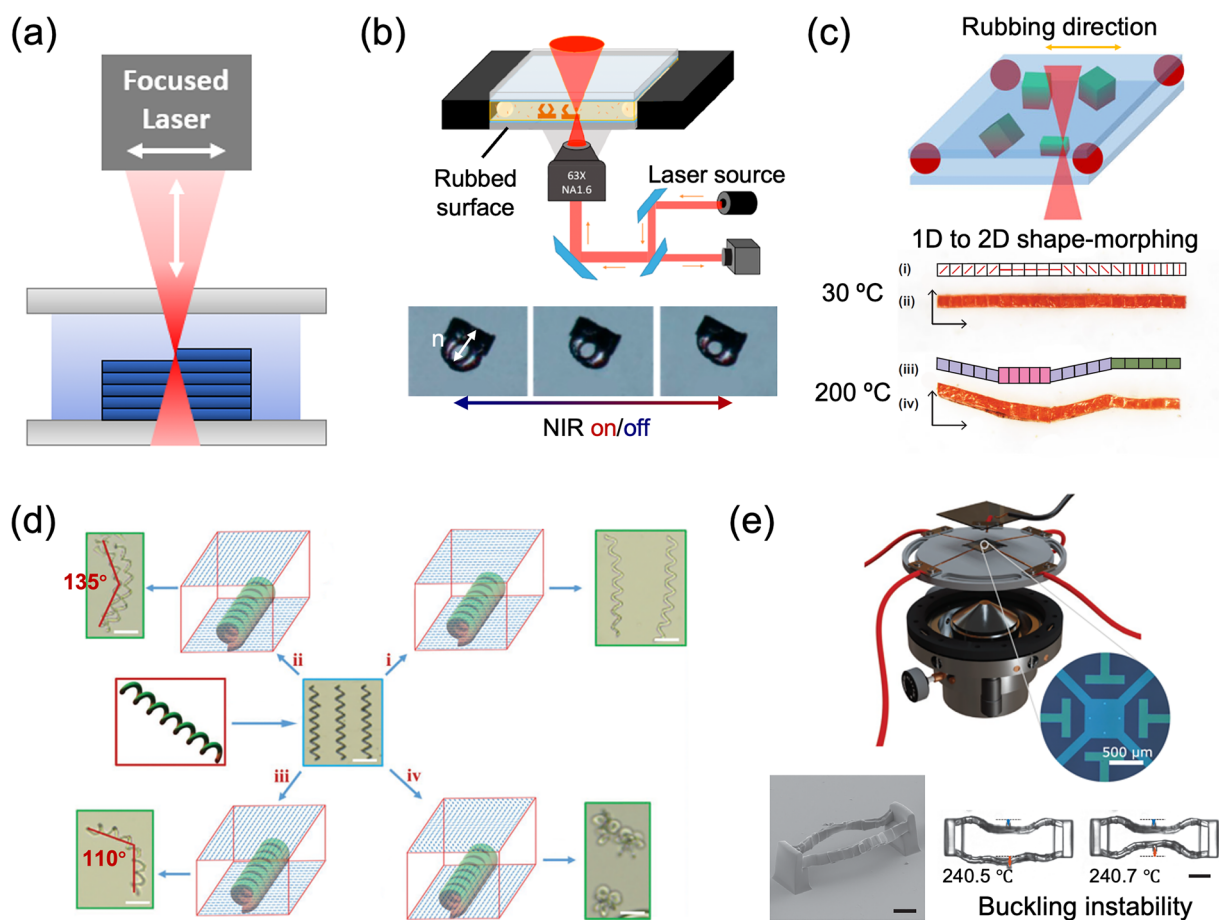 (a)
Focused
Laser
(b)
Rubbed
surface
63X
NA1.6
Laser source
n
NIR on/off
(c)
Rubbing direction
1D to 2D shape-morphing
30 ºC
(i)
(ii)
200 ºC
(iii)
(iv)
(d)
135°
ii
i
iii
iv
110°
(e)
500 µm
240.5 ℃
240.7 ℃
Buckling instability